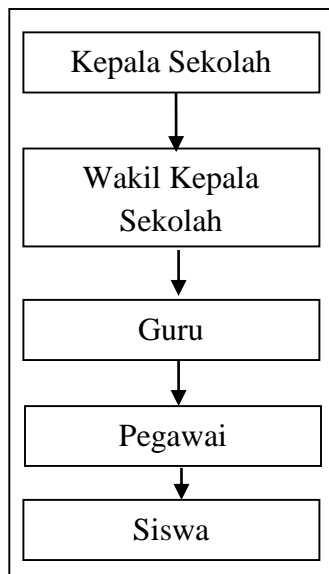 Kepala Sekolah
Wakil Kepala
Sekolah
Guru
Pegawai
Siswa